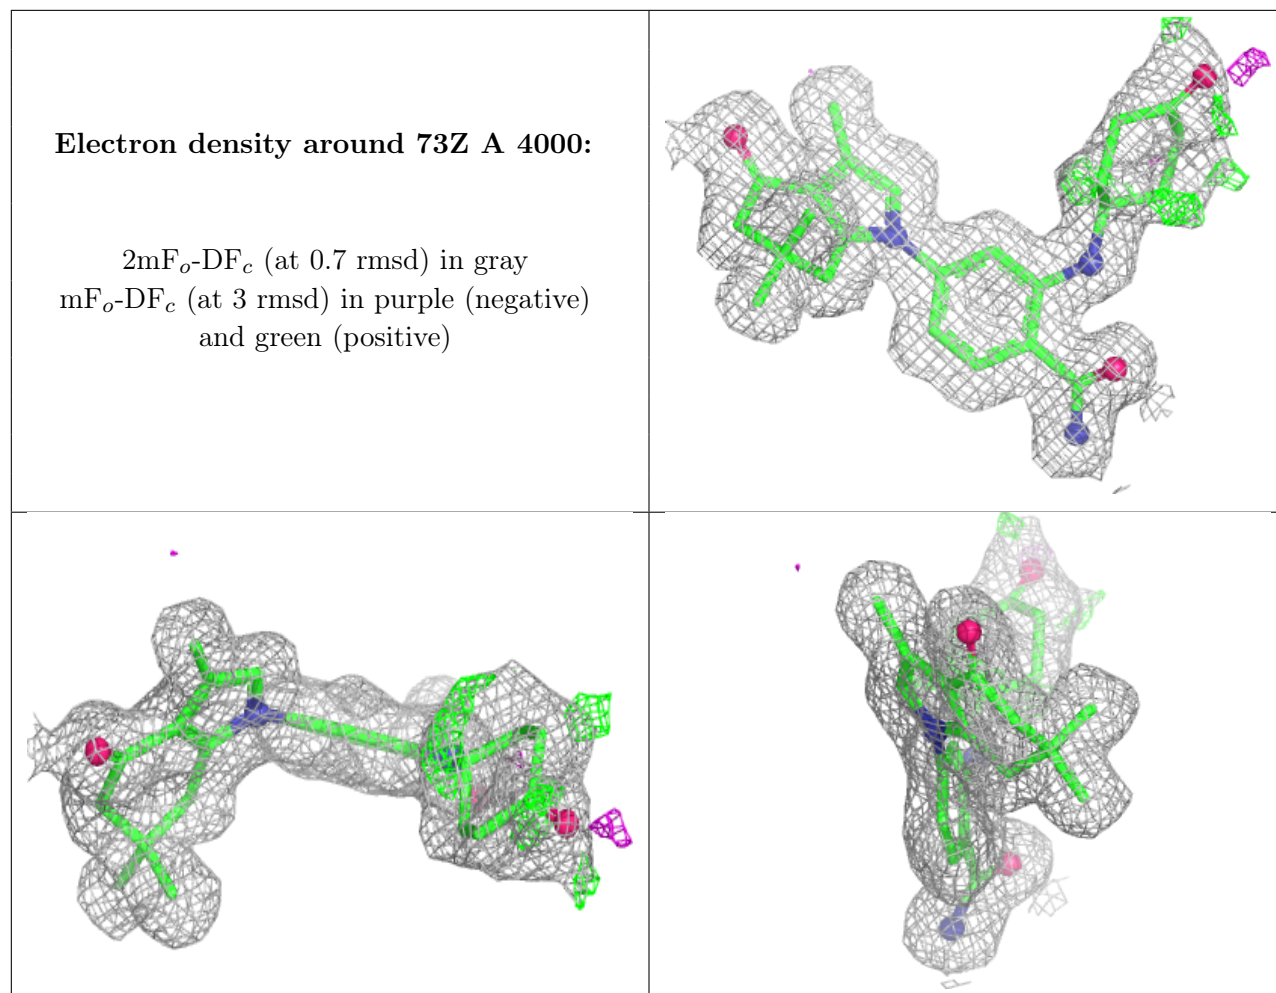 Electron density around 73Z A 4000:
2mFo-DFc (at 0.7 rmsd) in gray
mFo-DFc (at 3 rmsd) in purple (negative)
and green (positive)